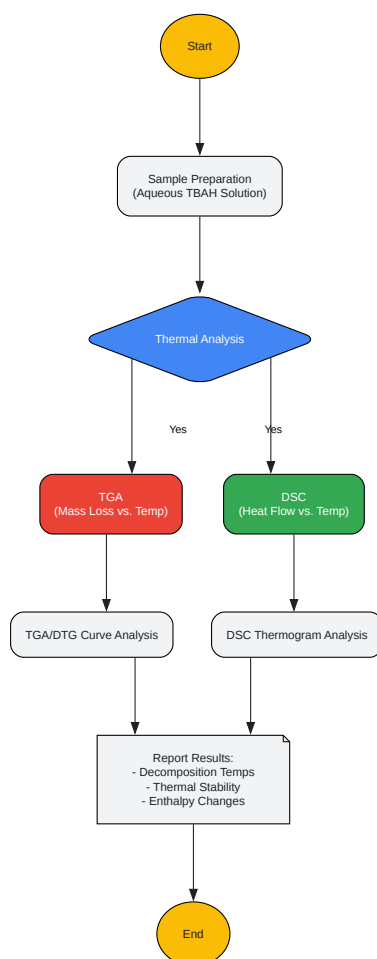 Start
Sample Preparation
(Aqueous TBAH Solution)
Thermal Analysis
Yes
Yes
TGA
(Mass Loss vs. Temp)
DSC
(Heat Flow vs. Temp)
TGA/DTG Curve Analysis
DSC Thermogram Analysis
Report Results:
- Decomposition Temps
- Thermal Stability
- Enthalpy Changes
End